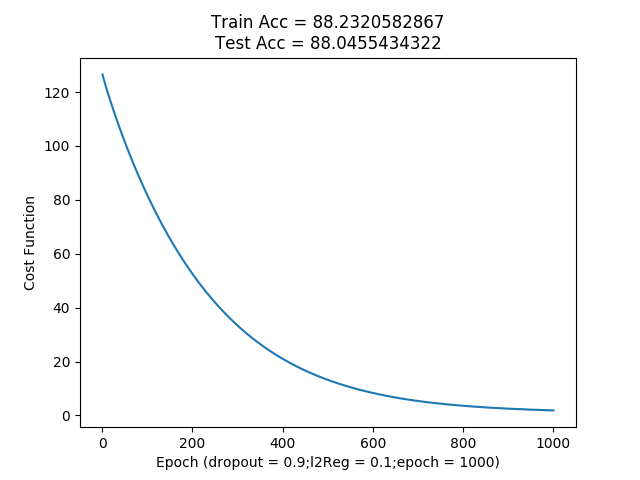 Train Acc = 88.2320582867
Test Acc = 88.0455434322
120
100
80
60
40
20
0
Cost Function
0 200 400 600 800 1000
Epoch (dropout = 0.9;l2Reg = 0.1;epoch = 1000)